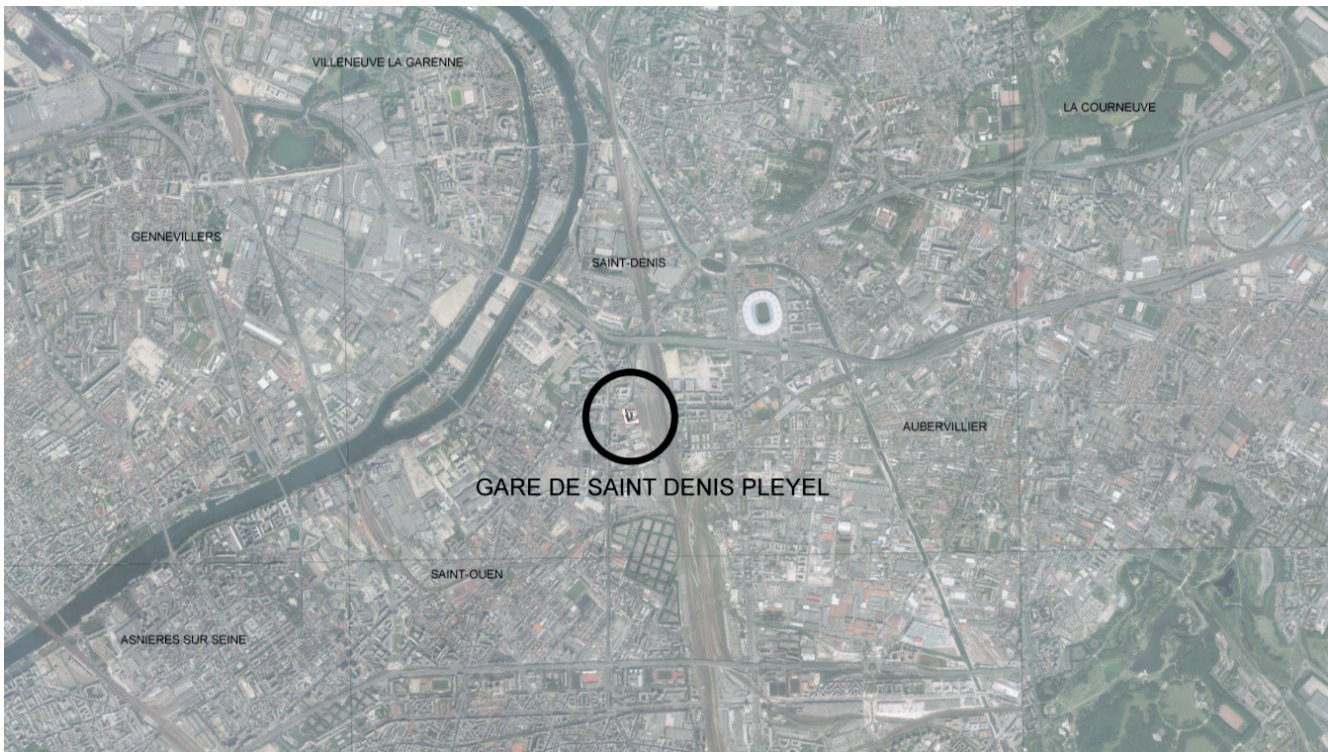 VILLENEUVE LA GARENNE
LA COURNEUVE
GENNEVILLERS
SAINT-DENIS
AUBERVILLIER
GARE DE SAINT DENIS PLEYEL
SAINT-OUEN
ASNIERES SUR SEINE